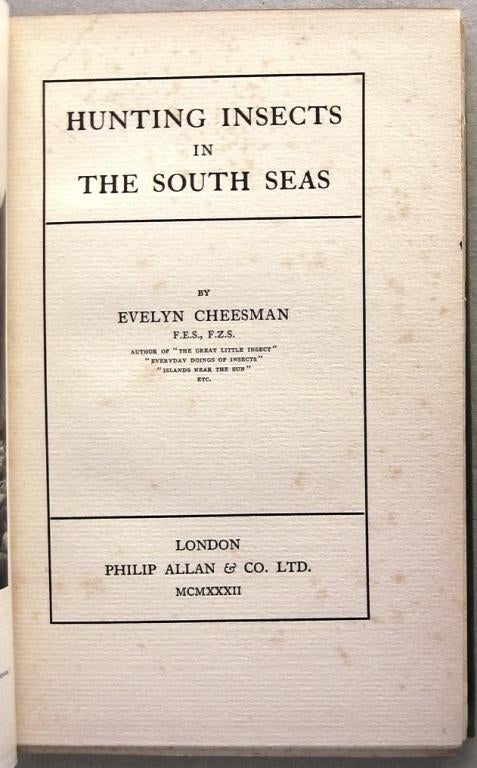 HUNTING INSECTS
IN
THE SOUTH SEAS
BY
EVELYN CHEESMAN
F.E.S., F.Z.S.
AUTHOR OF "THE GREAT LITTLE INSECT"
"EVERYDAY DOINGS OF INSECTS"
"ISLANDS NEAR THE SUN"
ETC.
LONDON
PHILIP ALLAN & CO. LTD.
MCMXXXII